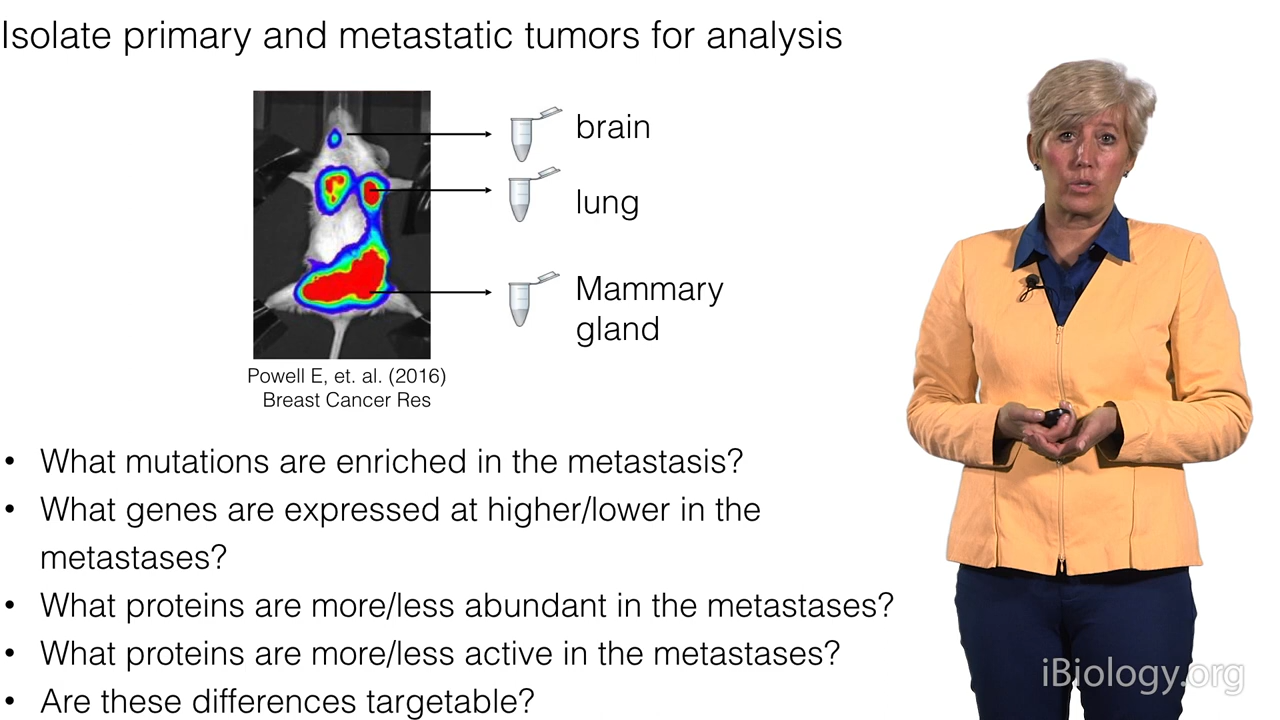 Isolate primary and metastatic tumors for analysis
brain
lung
Mammary
gland
Powell E, et. al. (2016)
Breast Cancer Res
• What mutations are enriched in the metastasis?
• What genes are expressed at higher/lower in the
metastases?
• What proteins are more/less abundant in the metastases?
• What proteins are more/less active in the metastases?
• Are these differences targetable?
iBiology.org